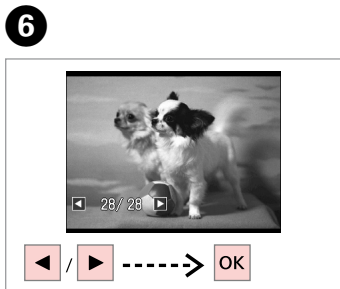 6
◀ 28/28 ▶
◀ / ▶ -----> OK